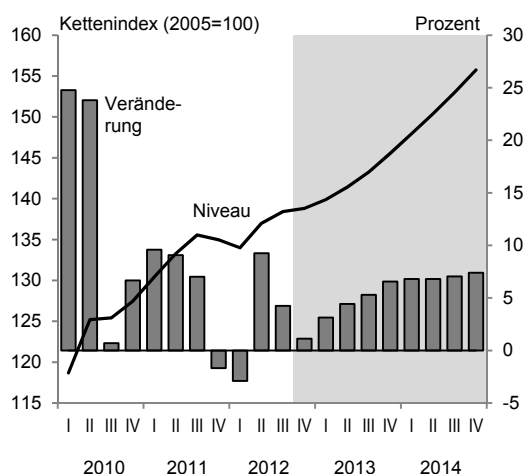 Kettenindex (2005=100) Prozent
160 30
155 25
150
145 20
140 15
135 10
130 5
125
120 0
115 -5
Verände-
rung
Niveau
I II III IV I II III IV I II III IV I II III IV I II III IV
2010 2011 2012 2013 2014